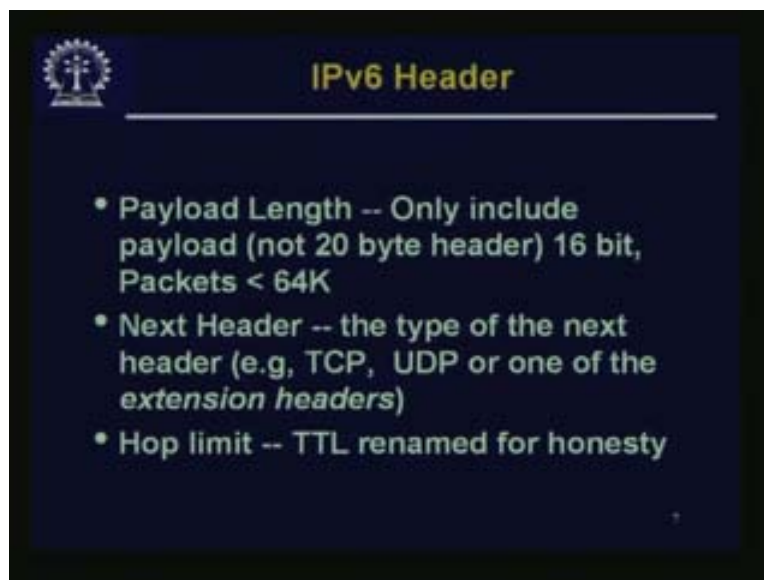 IPv6 Header
• Payload Length -- Only include
payload (not 20 byte header) 16 bit,
Packets < 64K
• Next Header -- the type of the next
header (e.g, TCP, UDP or one of the
extension headers)
• Hop limit -- TTL renamed for honesty